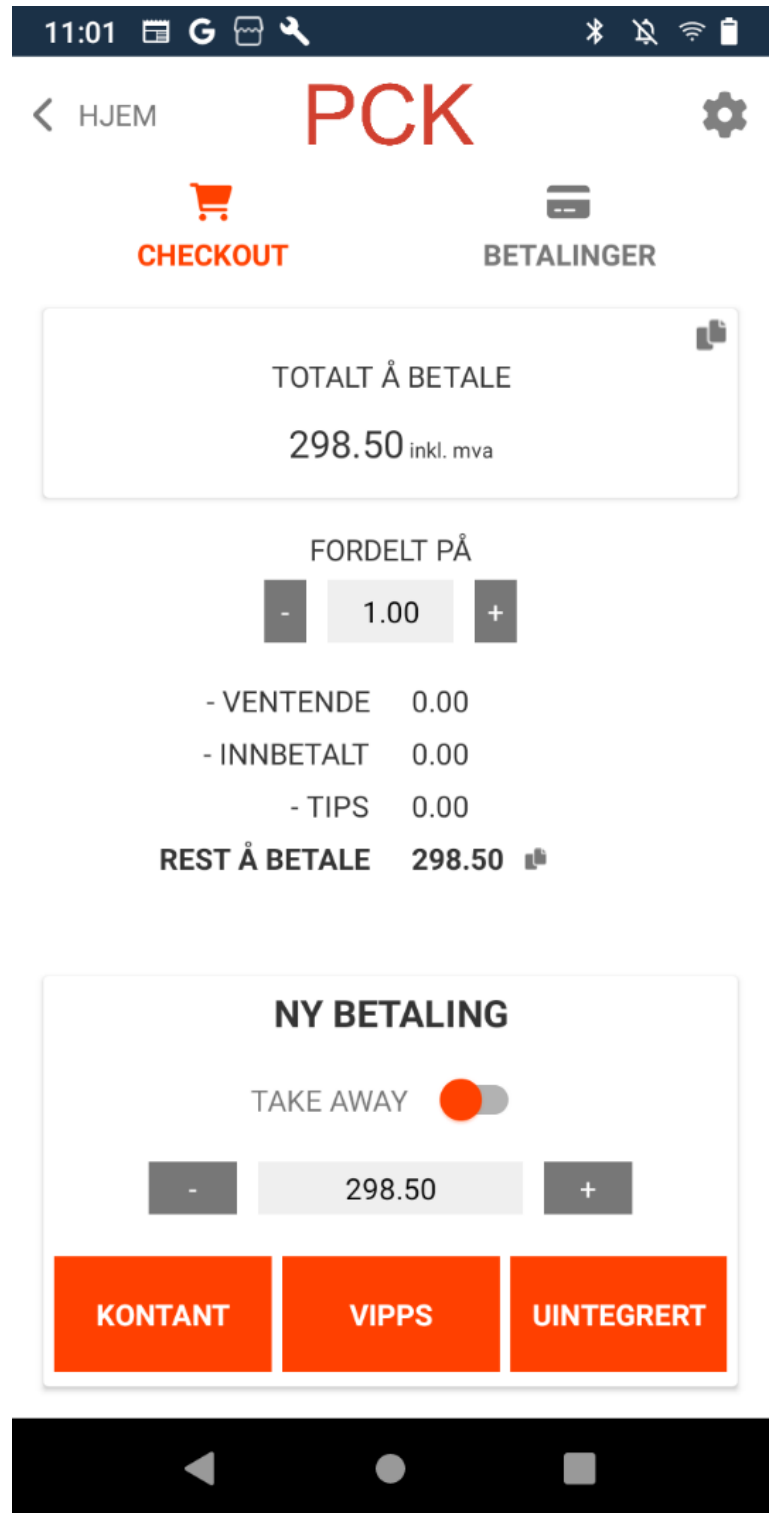 11:01
HJEM PCK
CHECKOUT BETALINGER
TOTALT Å BETALE
298.50 inkl. mva
FORDELT PÅ
- 1.00 +
- VENTENDE 0.00
- INNBETALT 0.00
- TIPS 0.00
REST Å BETALE 298.50
NY BETALING
TAKE AWAY
- 298.50 +
KONTANT VIPPS UINTEGRERT